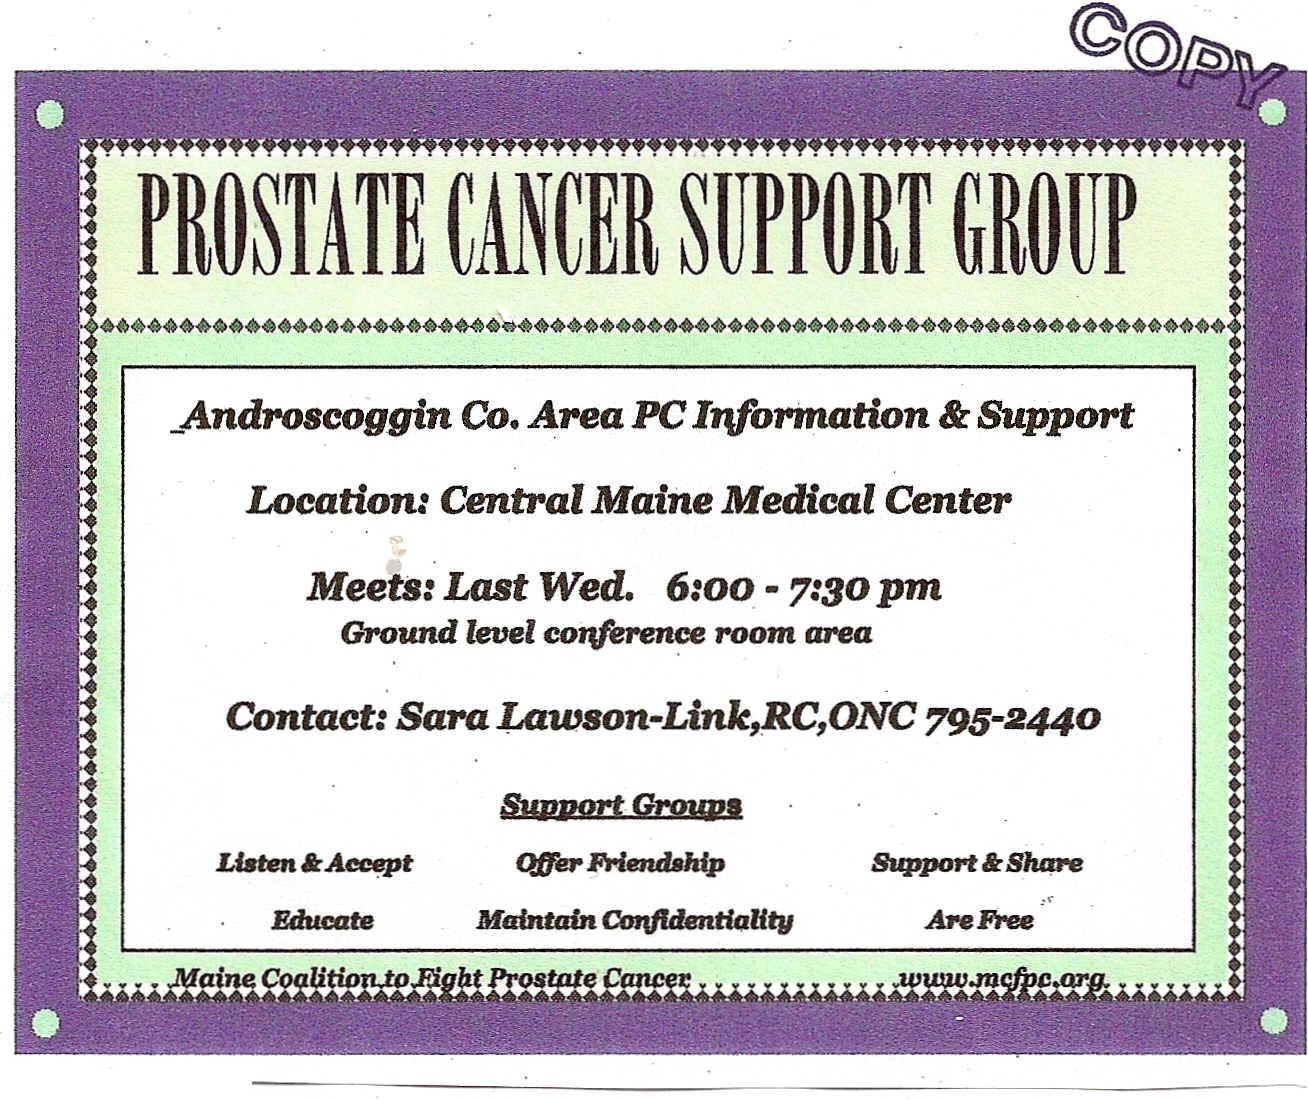 COPY
PROSTATE CANCER SUPPORT GROUP
Androscoggin Co. Area PC Information & Support
Location: Central Maine Medical Center
Meets: Last Wed. 6:00 - 7:30 pm
Ground level conference room area
Contact: Sara Lawson-Link,RC,ONC 795-2440
Support Groups
Listen & Accept Offer Friendship Support & Share
Educate Maintain Confidentiality Are Free
Maine Coalition to Fight Prostate Cancer www.mcfpc.org